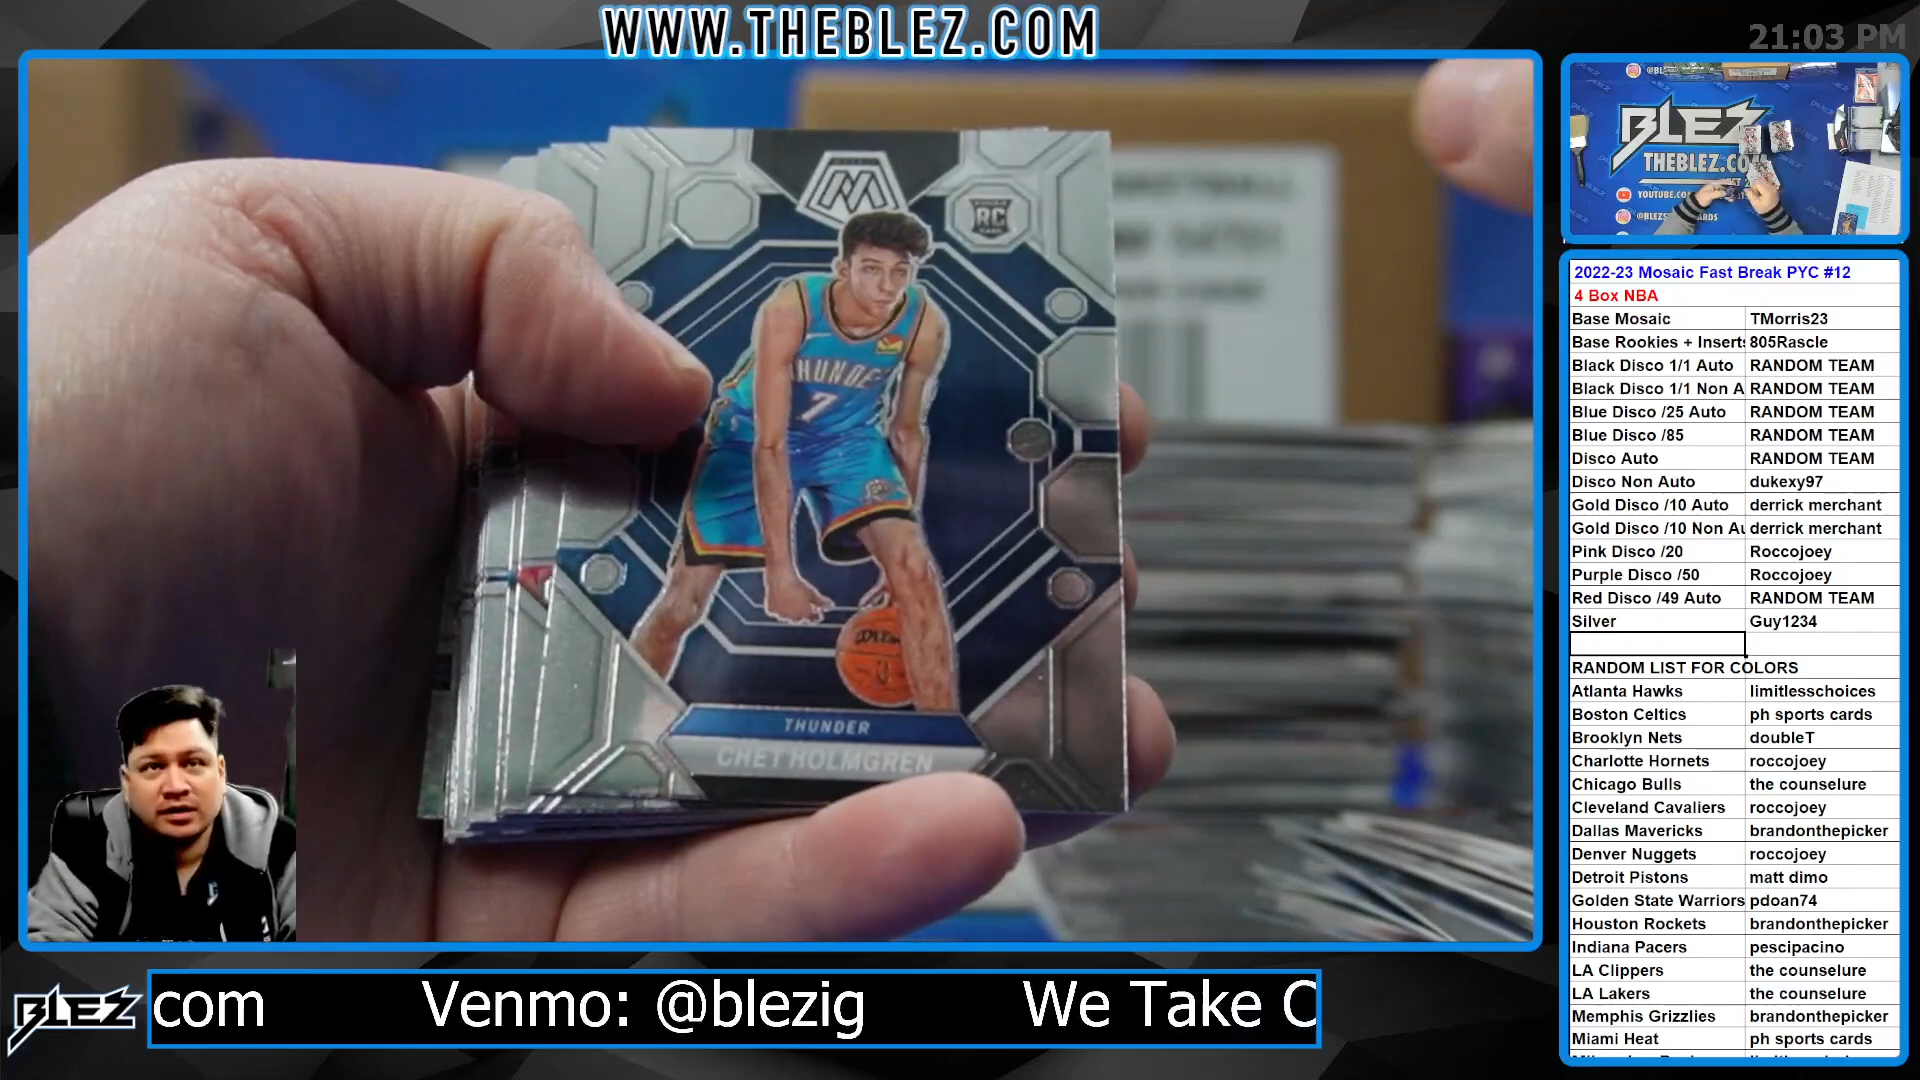 WWW.THEBLEZ.COM
21:03 PM
RC
THUNDER
7
WILSON
THUNDER
CHET HOLMGREN
BLEZ
THEBLEZ.COM
2022-23 Mosaic Fast Break PYC #12
4 Box NBA
Base Mosaic TMorris23
Base Rookies + Inserts 805Rascle
Black Disco 1/1 Auto RANDOM TEAM
Black Disco 1/1 Non A RANDOM TEAM
Blue Disco /25 Auto RANDOM TEAM
Blue Disco /85 RANDOM TEAM
Disco Auto RANDOM TEAM
Disco Non Auto dukexy97
Gold Disco /10 Auto derrick merchant
Gold Disco /10 Non Au derrick merchant
Pink Disco /20 Roccojoey
Purple Disco /50 Roccojoey
Red Disco /49 Auto RANDOM TEAM
Silver Guy1234
RANDOM LIST FOR COLORS
Atlanta Hawks limitlesschoices
Boston Celtics ph sports cards
Brooklyn Nets doubleT
Charlotte Hornets roccojoey
Chicago Bulls the counselure
Cleveland Cavaliers roccojoey
Dallas Mavericks brandonthepicker
Denver Nuggets roccojoey
Detroit Pistons matt dimo
Golden State Warriors pdoan74
Houston Rockets brandonthepicker
Indiana Pacers pescipacino
LA Clippers the counselure
LA Lakers the counselure
Memphis Grizzlies brandonthepicker
Miami Heat ph sports cards
BLEZ
com Venmo: @blezig We Take C